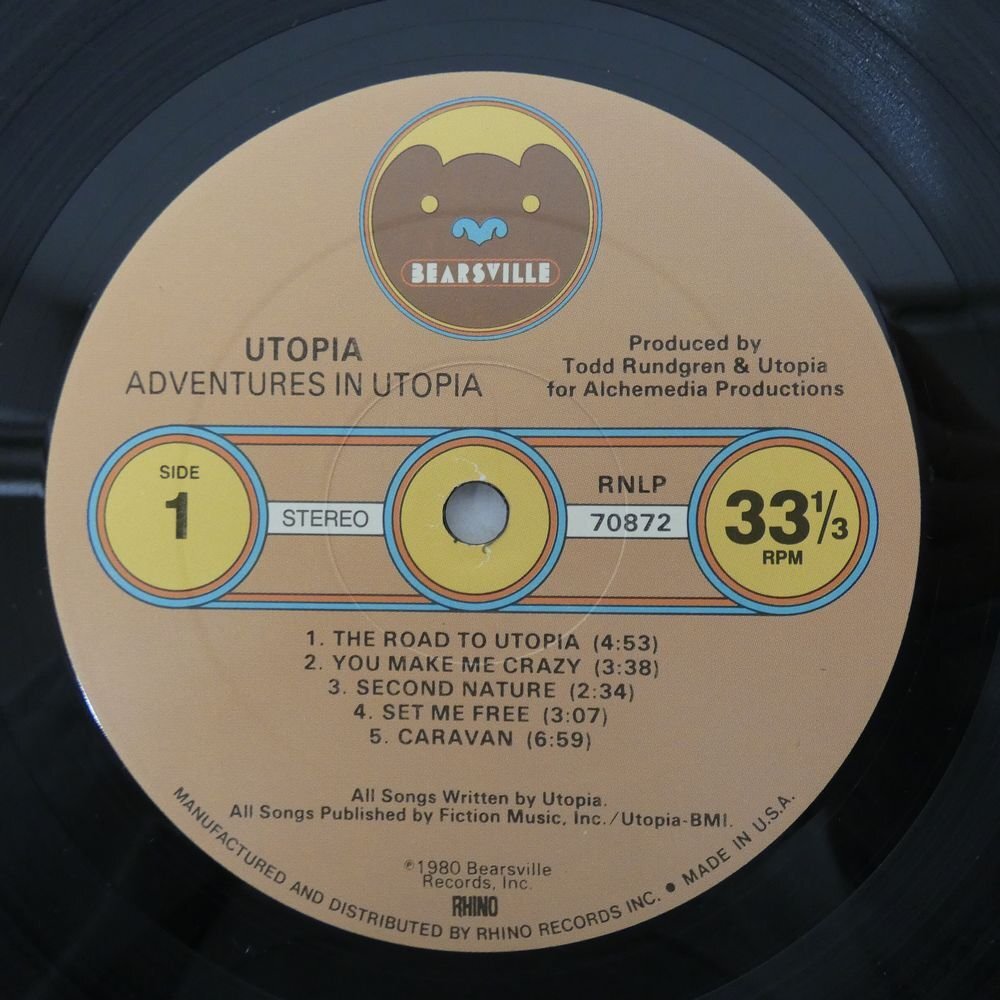 BEARSVILLE
UTOPIA
ADVENTURES IN UTOPIA
Produced by
Todd Rundgren & Utopia
for Alchemedia Productions
SIDE
1
STEREO
RNLP
70872
33 1/3
RPM
1. THE ROAD TO UTOPIA (4:53)
2. YOU MAKE ME CRAZY (3:38)
3. SECOND NATURE (2:34)
4. SET ME FREE (3:07)
5. CARAVAN (6:59)
All Songs Written by Utopia.
All Songs Published by Fiction Music, Inc./Utopia-BMI.
℗1980 Bearsville
Records, Inc.
RHINO
MANUFACTURED AND DISTRIBUTED BY RHINO RECORDS INC. ● MADE IN U.S.A.